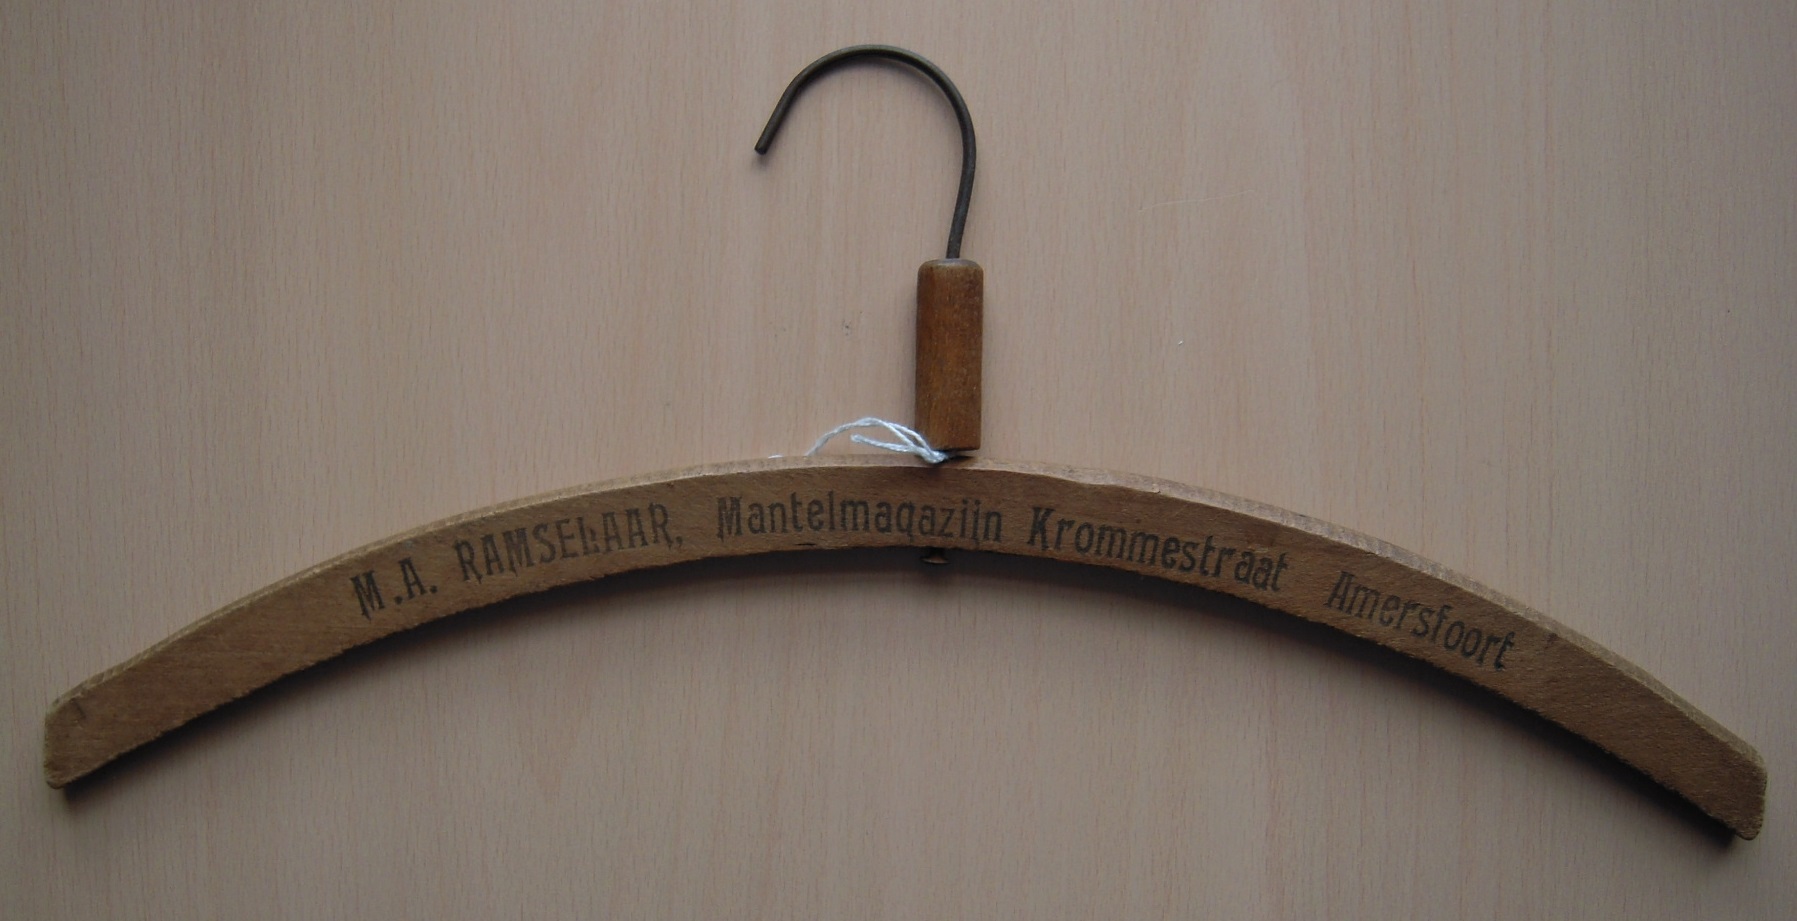 M.A. RAMSELAAR, Mantelmagazijn Krommestraat Amersfoort